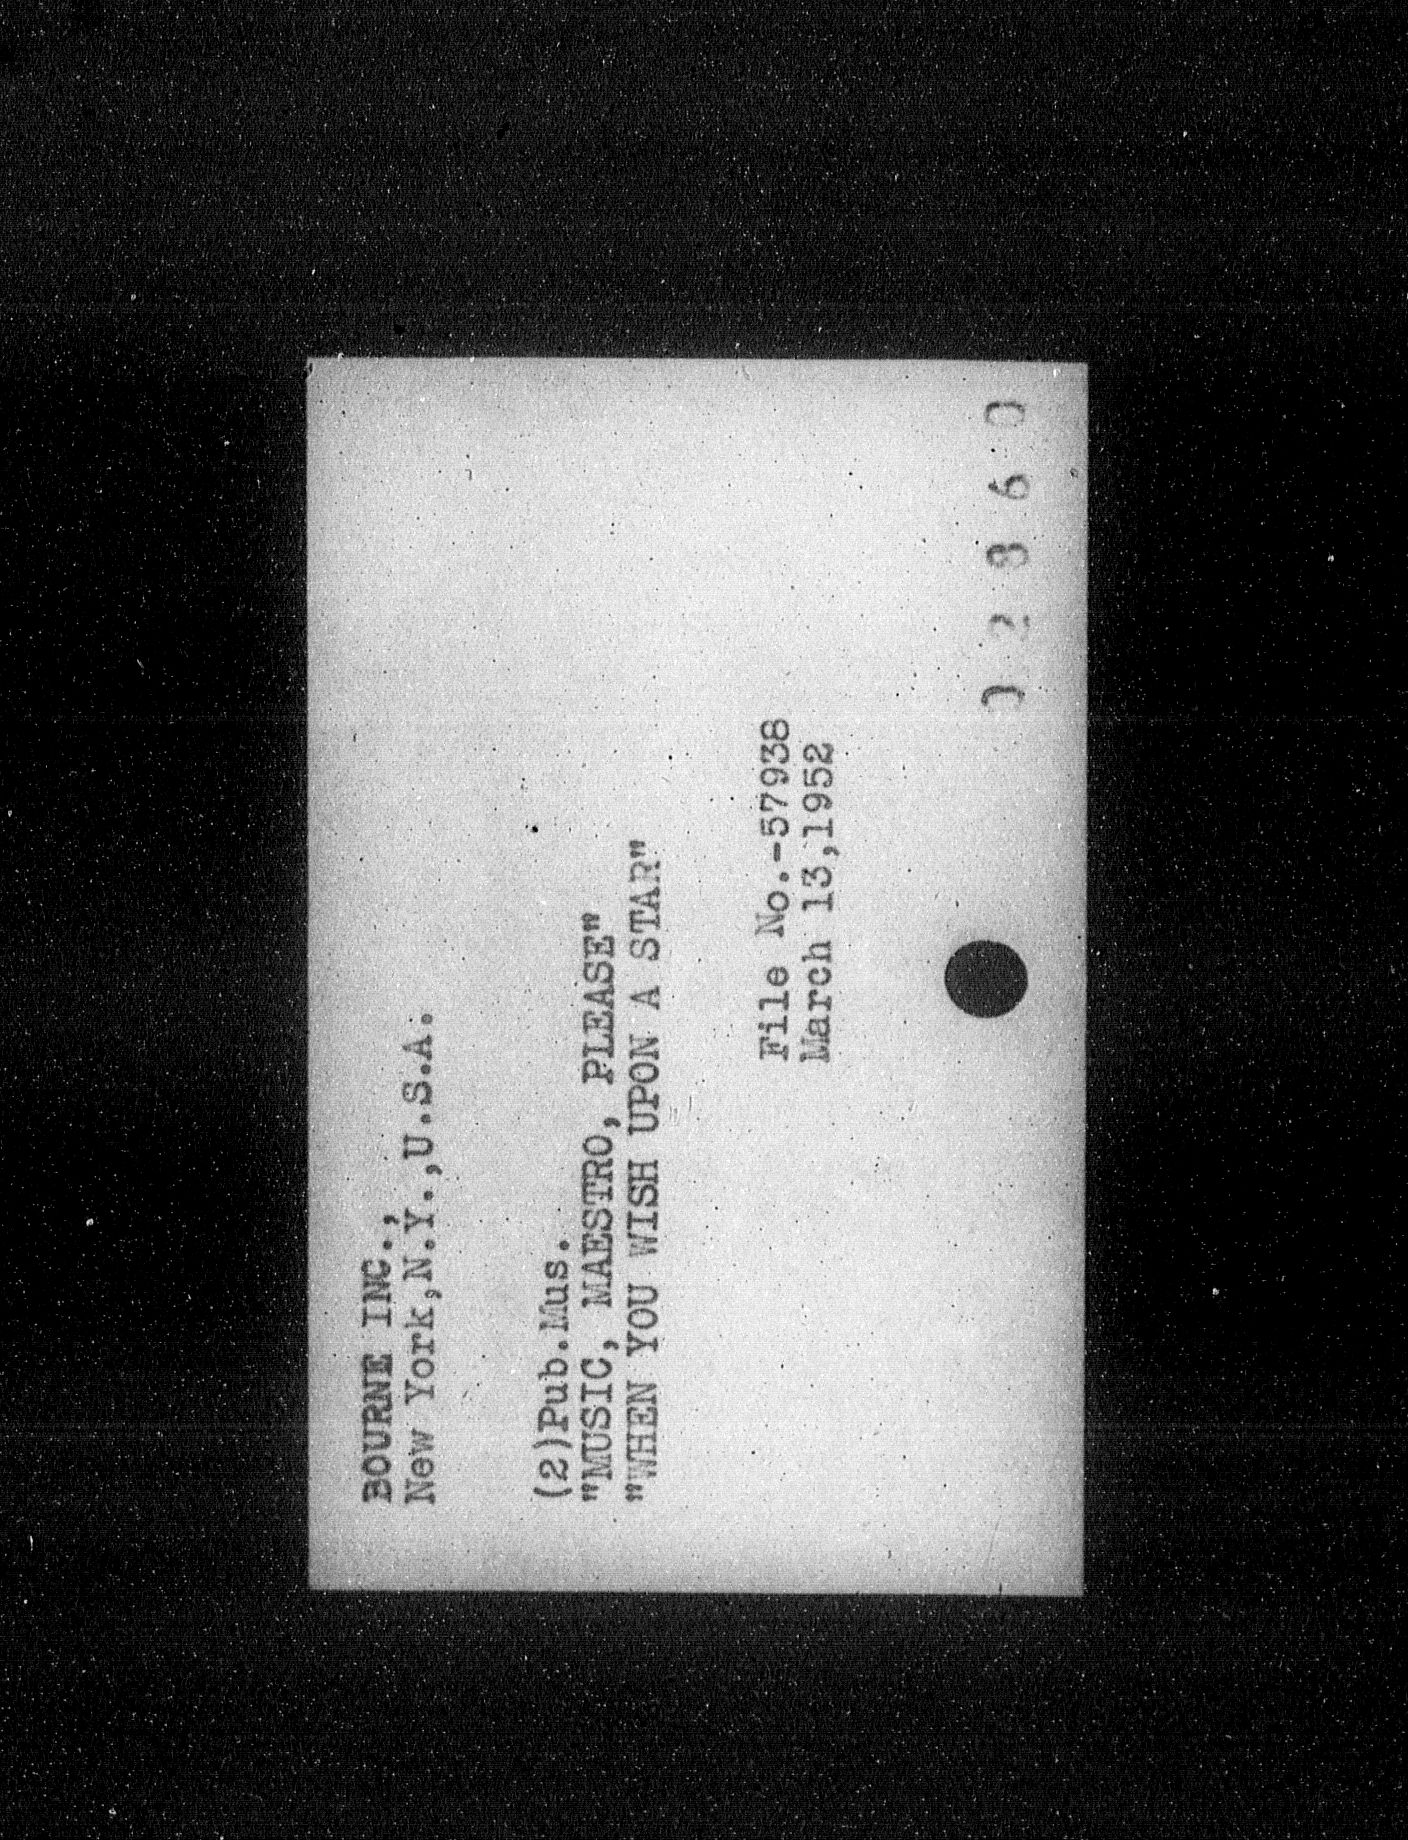 BOURNE INC.,
New York,N.Y.,U.S.A.
(2)Pub.Mus.
"MUSIC, MAESTRO, PLEASE"
"WHEN YOU WISH UPON A STAR"
File No.-57938
March 13,1952
02860